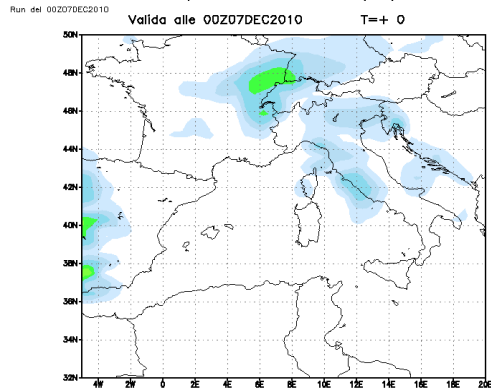 Run del 00Z07DEC2010
Valida alle 00Z07DEC2010 T=+ 0
50N
48N
46N
44N
42N
40N
38N
36N
34N
32N
4W 2W 0 2E 4E 6E 8E 10E 12E 14E 16E 18E 20E